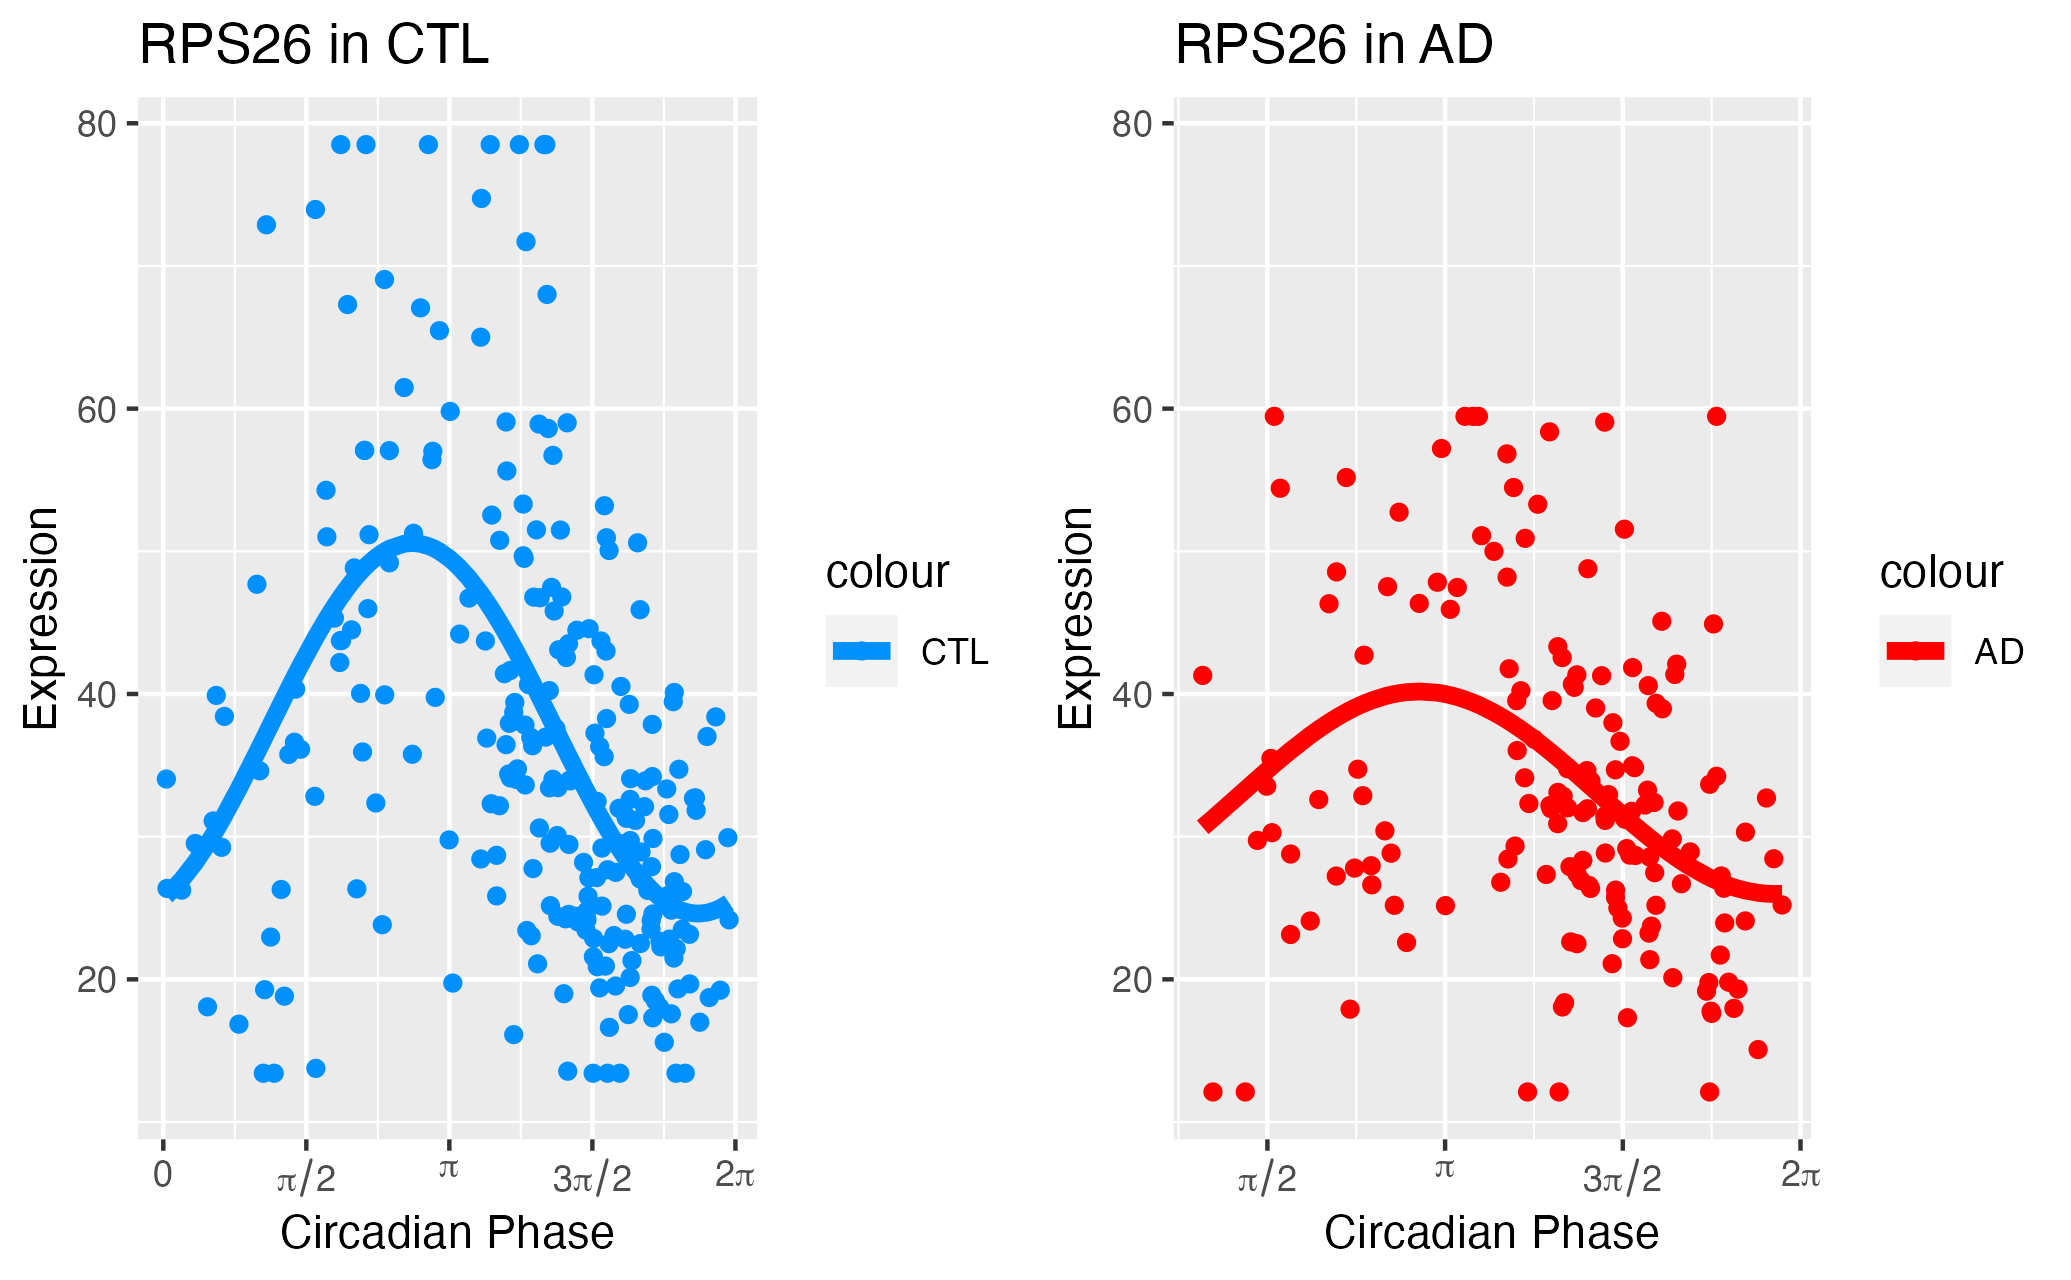 RPS26 in CTL
80
60
40
20
Expression
0
π/2
π
3π/2
2π
Circadian Phase
colour
CTL
RPS26 in AD
80
60
40
20
Expression
π/2
π
3π/2
2π
Circadian Phase
colour
AD